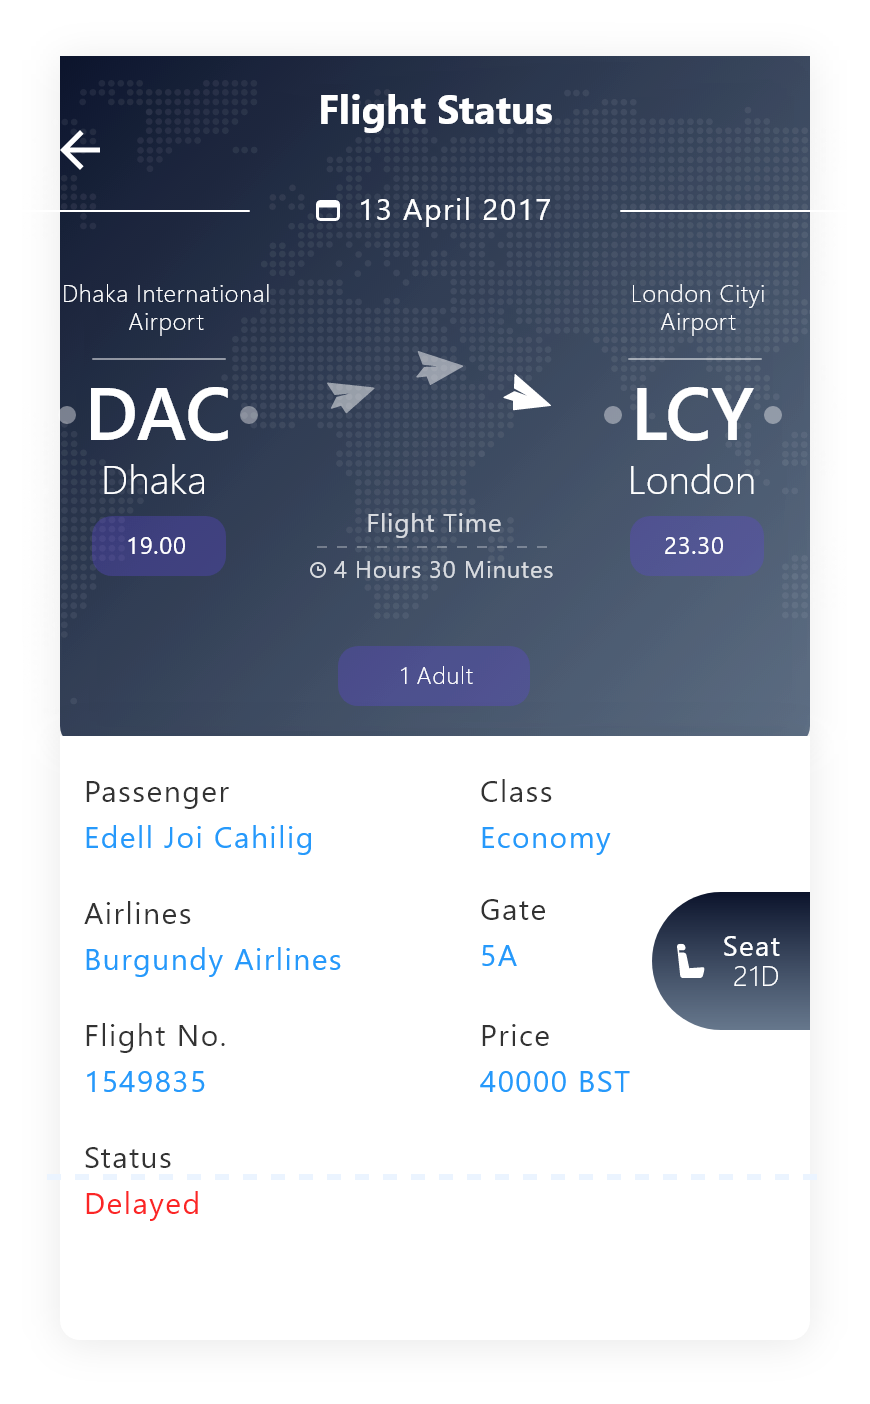 Flight Status
13 April 2017
Dhaka International
Airport
London Cityi
Airport
DAC
LCY
Dhaka
London
19.00
23.30
Flight Time
4 Hours 30 Minutes
1 Adult
Passenger
Edell Joi Cahilig
Class
Economy
Airlines
Burgundy Airlines
Gate
5A
Seat
21D
Flight No.
1549835
Price
40000 BST
Status
Delayed